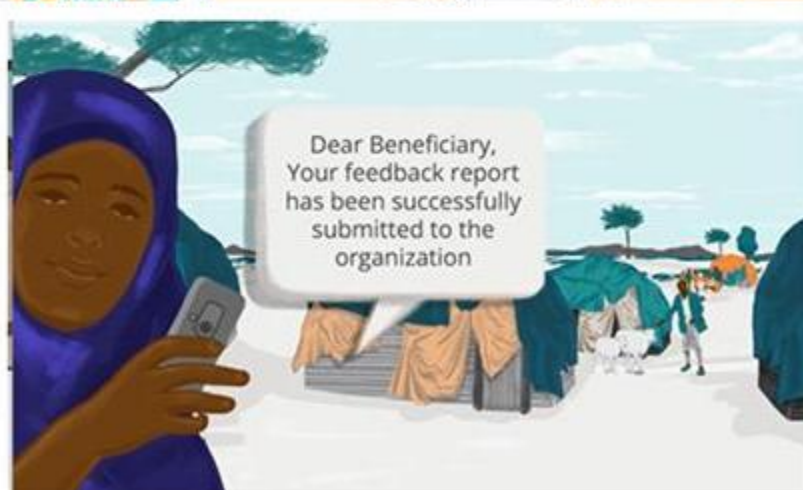 Dear Beneficiary,
Your feedback report
has been successfully
submitted to the
organization